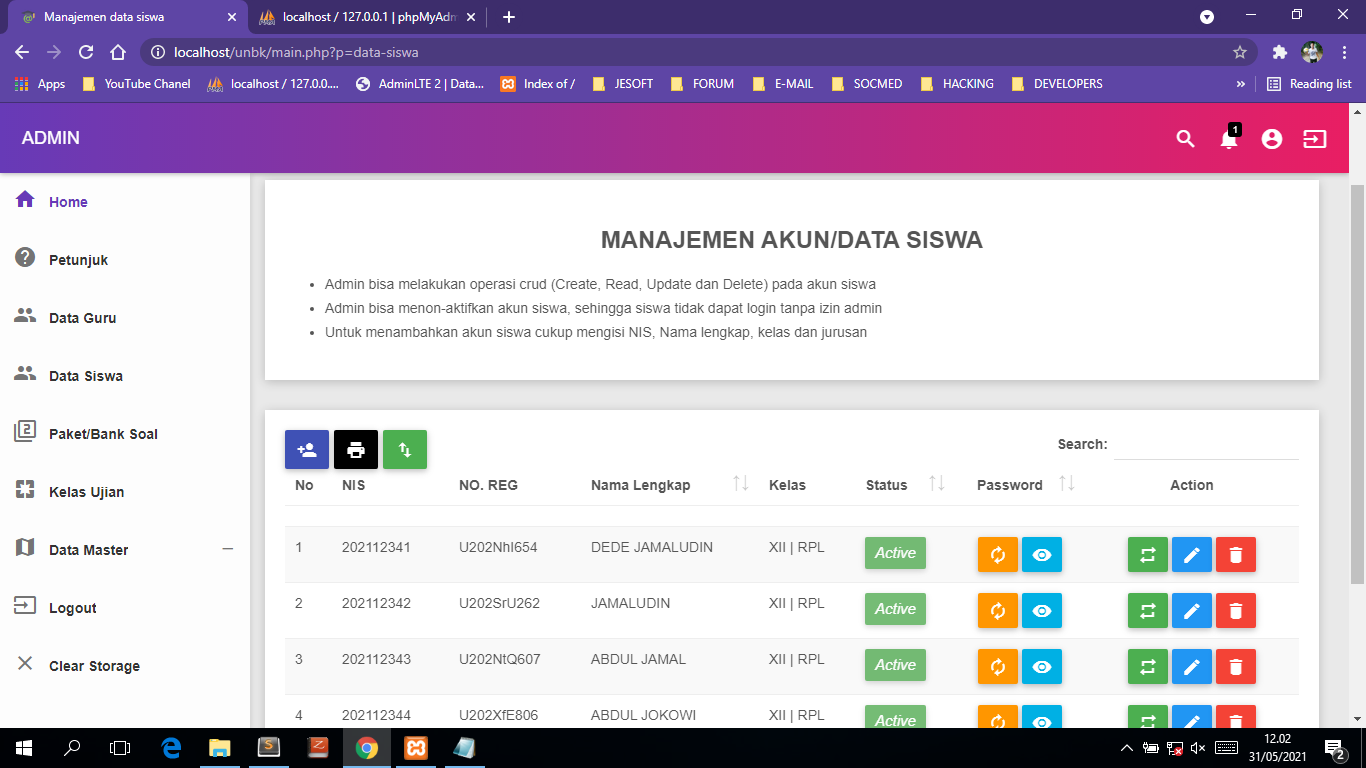 Manajemen data siswa
localhost / 127.0.0.1 | phpMyAdm
localhost/unbk/main.php?p=data-siswa
Apps YouTube Chanel localhost / 127.0.0.... AdminLTE 2 | Data... Index of / JESOFT FORUM E-MAIL SOCMED HACKING DEVELOPERS » Reading list
ADMIN
1
Home
Petunjuk
Data Guru
Data Siswa
2 Paket/Bank Soal
Kelas Ujian
Data Master
Logout
Clear Storage
MANAJEMEN AKUN/DATA SISWA
• Admin bisa melakukan operasi crud (Create, Read, Update dan Delete) pada akun siswa
• Admin bisa menon-aktifkan akun siswa, sehingga siswa tidak dapat login tanpa izin admin
• Untuk menambahkan akun siswa cukup mengisi NIS, Nama lengkap, kelas dan jurusan
Search:
No NIS NO. REG Nama Lengkap Kelas Status Password Action
1 202112341 U202NhI654 DEDE JAMALUDIN XII | RPL Active
2 202112342 U202SrU262 JAMALUDIN XII | RPL Active
3 202112343 U202NtQ607 ABDUL JAMAL XII | RPL Active
4 202112344 U202XfE806 ABDUL JOKOWI XII | RPL Active
12.02
31/05/2021
2